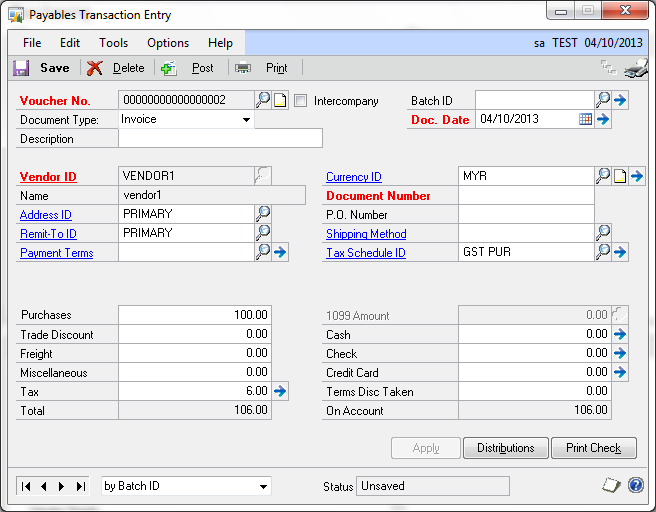 Payables Transaction Entry
File Edit Tools Options Help sa TEST 04/10/2013
Save Delete Post Print
Voucher No. 00000000000000002 Intercompany Batch ID
Document Type: Invoice Doc. Date 04/10/2013
Description
Vendor ID VENDOR1 Currency ID MYR
Name vendor1 Document Number
Address ID PRIMARY P.O. Number
Remit-To ID PRIMARY Shipping Method
Payment Terms Tax Schedule ID GST PUR
Purchases 100.00 1099 Amount 0.00
Trade Discount 0.00 Cash 0.00
Freight 0.00 Check 0.00
Miscellaneous 0.00 Credit Card 0.00
Tax 6.00 Terms Disc Taken 0.00
Total 106.00 On Account 106.00
Apply Distributions Print Check
by Batch ID Status Unsaved